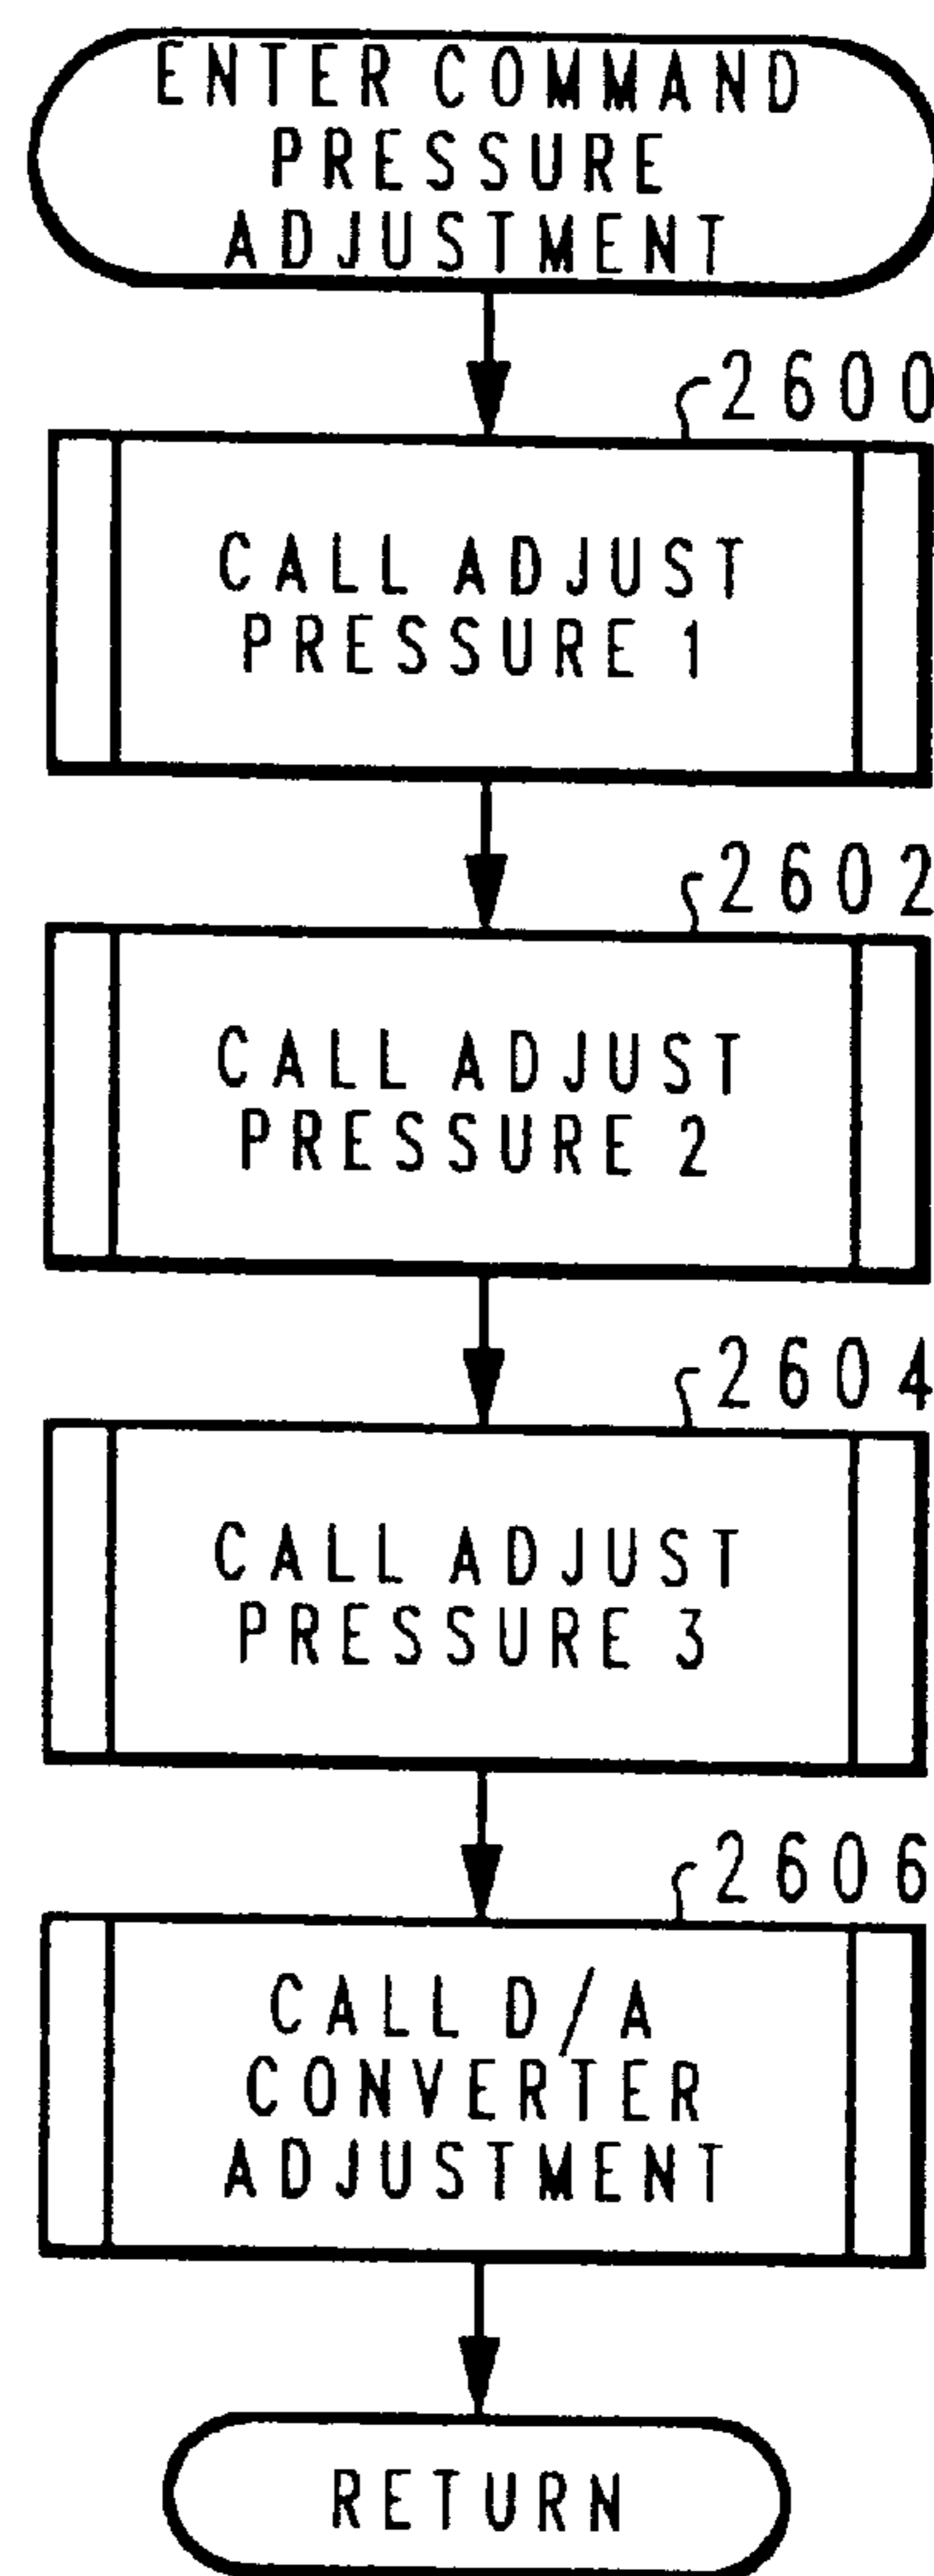 ENTER COMMAND
PRESSURE
ADJUSTMENT
2600
CALL ADJUST
PRESSURE 1
2602
CALL ADJUST
PRESSURE 2
2604
CALL ADJUST
PRESSURE 3
2606
CALL D/A
CONVERTER
ADJUSTMENT
RETURN